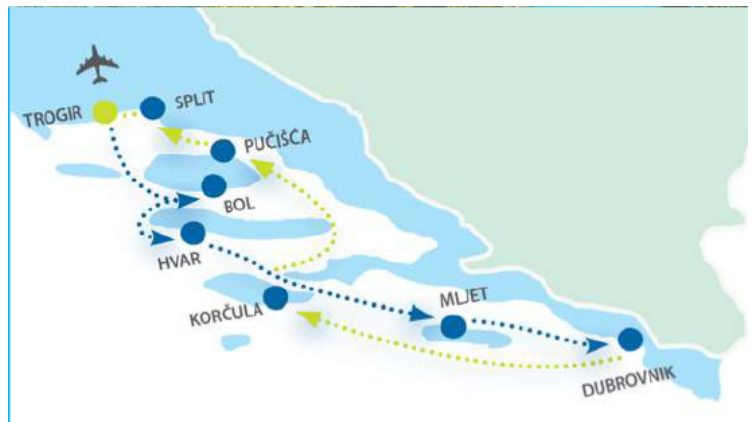 TROGIR
SPLIT
PUČIŠĆA
BOL
HVAR
KORČULA
MLJET
DUBROVNIK